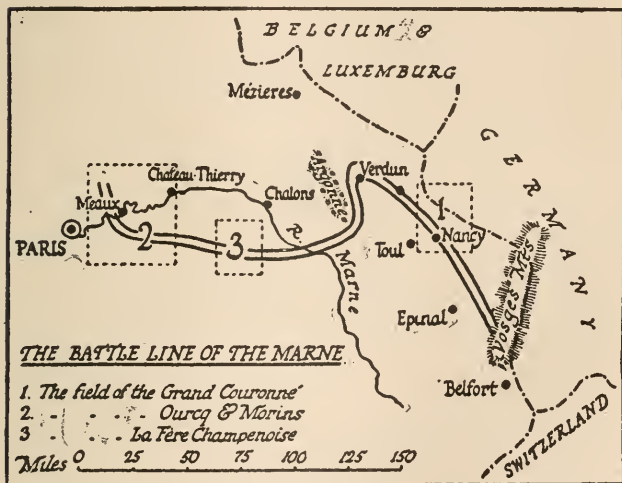 BELGIUM &
LUXEMBURG
Mézieres
GERMANY
Chateau-Thierry
Argonne
Verdun
Meaux
Chalons
1
Nancy
PARIS
2
3
R. Marne
Toul
Vosges Mts
Epinal
THE BATTLE LINE OF THE MARNE
Belfort
1. The field of the Grand Couronné
2. - - - - Ourcq & Morins
3 - - - - La Fère Champenoise
SWITZERLAND
Miles 0 25 50 75 100 125 150